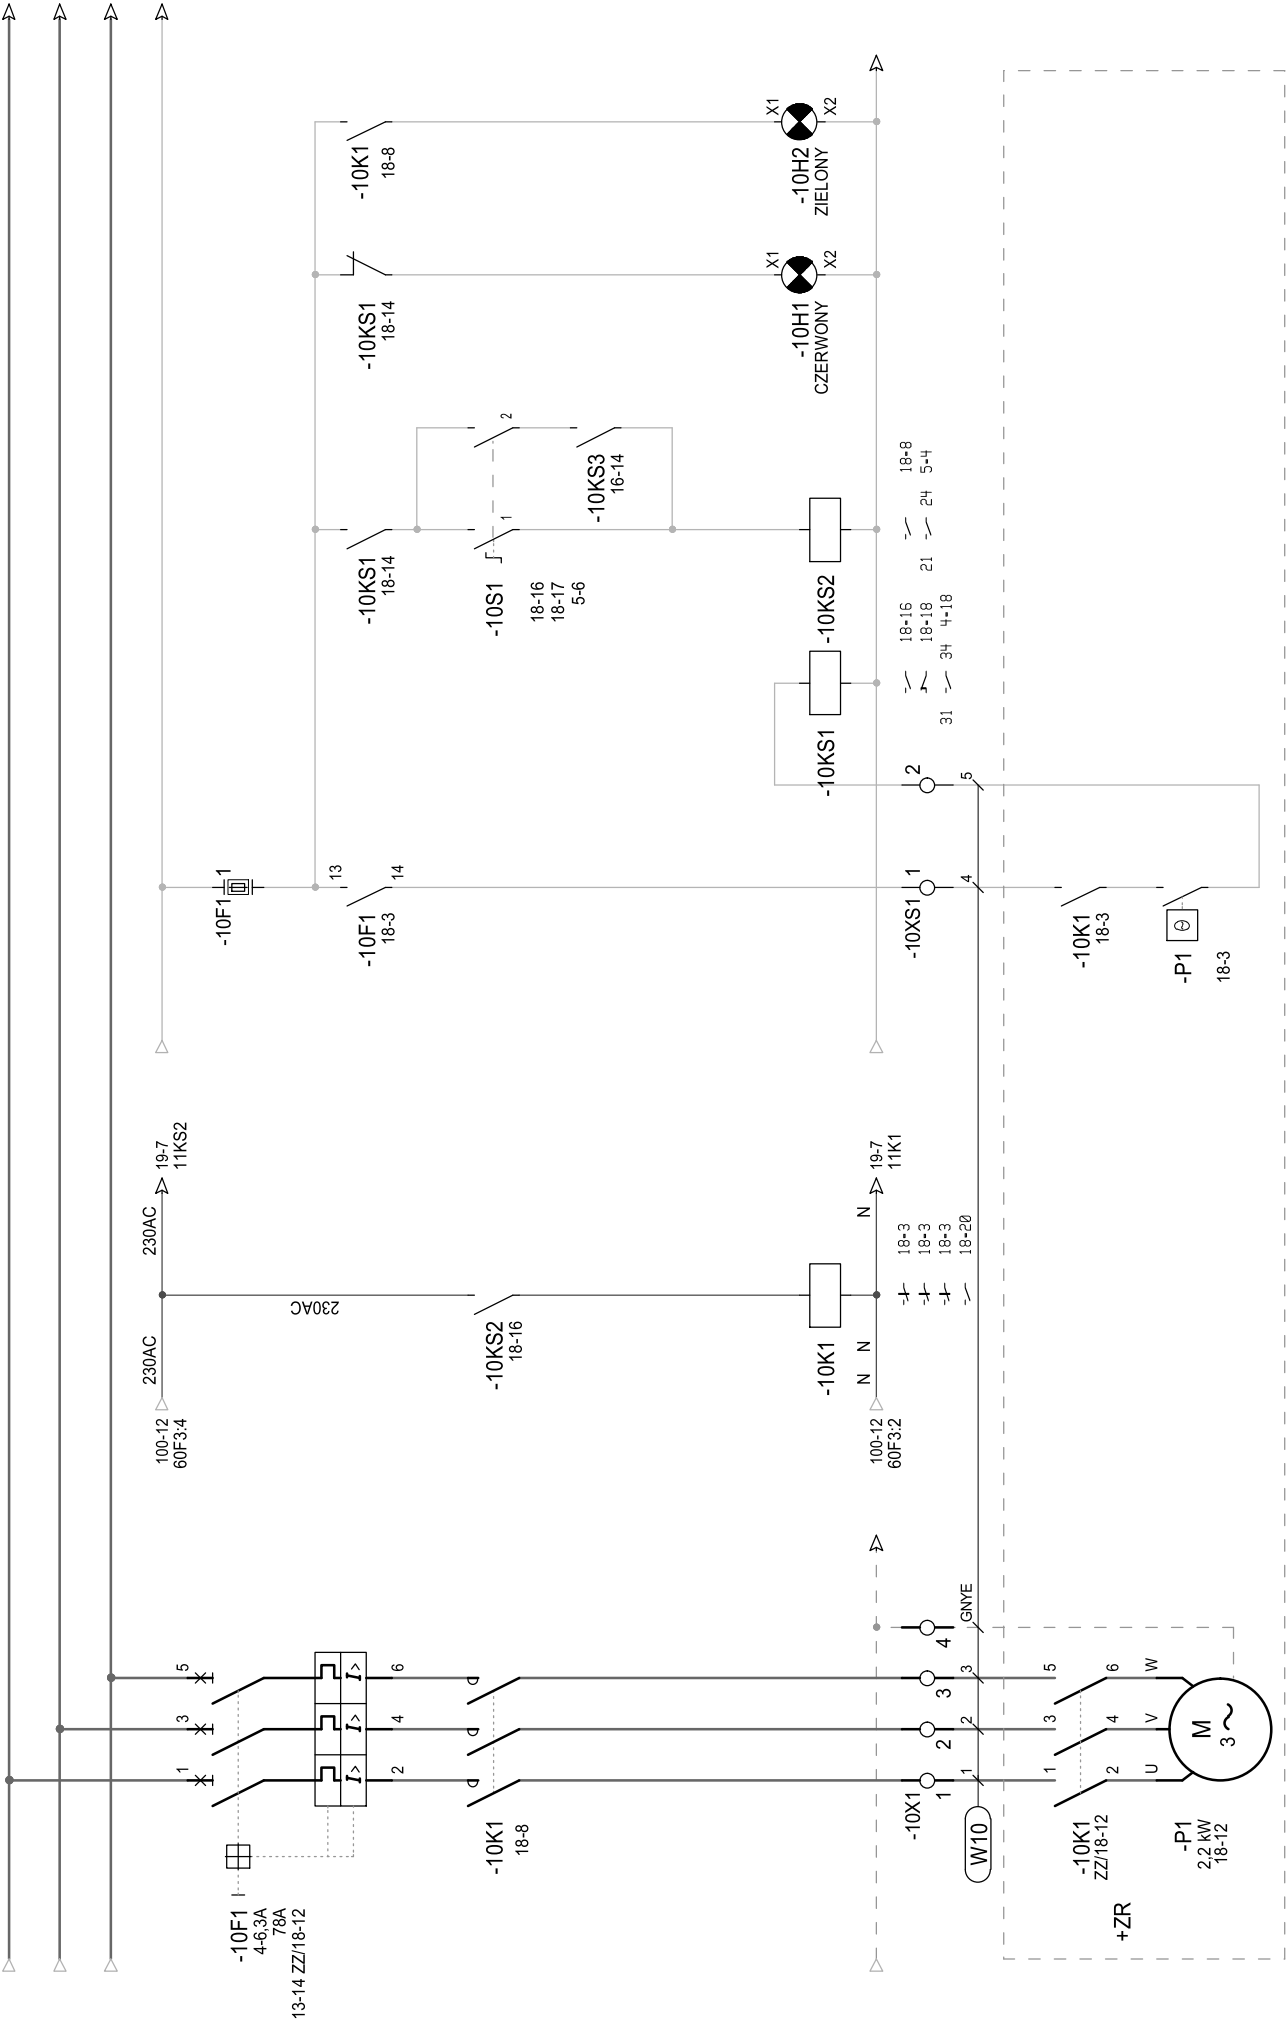 -10F1
4-6,3A
78A
13-14 ZZ/18-12
1
3
5
2
4
6
-10K1
18-8
-10X1
1
2
3
4
W10
1
2
3
GNYE
+ZR
-10K1
ZZ/18-12
1
3
5
2
4
6
-P1
2,2 kW
18-12
U
V
W
M
3
100-12
60F3:4
230AC
230AC
19-7
11KS2
230AC
-10KS2
18-16
-10K1
100-12
60F3:2
N
N
N
19-7
11K1
18-3
18-3
18-3
18-20
-10F1_1
-10F1
18-3
13
14
-10XS1
1
2
4
5
-10K1
18-3
-P1
18-3
θ
-10KS1
18-16
18-18
31
34
4-18
-10KS1
18-14
-10S1
18-16
18-17
5-6
1
2
-10KS3
16-14
-10KS2
18-8
21
24
5-4
-10KS1
18-14
-10H1
CZERWONY
X1
X2
-10K1
18-8
-10H2
ZIELONY
X1
X2
I>
I>
I>